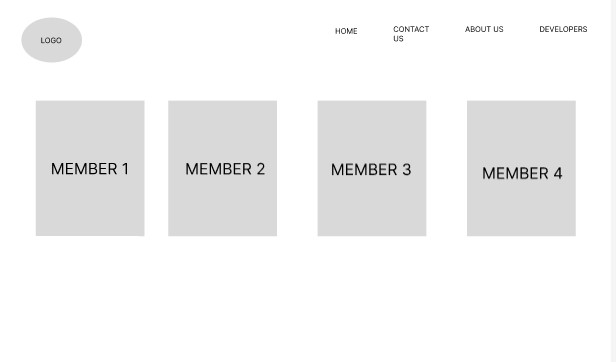 LOGO
HOME
CONTACT
US
ABOUT US
DEVELOPERS
MEMBER 1
MEMBER 2
MEMBER 3
MEMBER 4